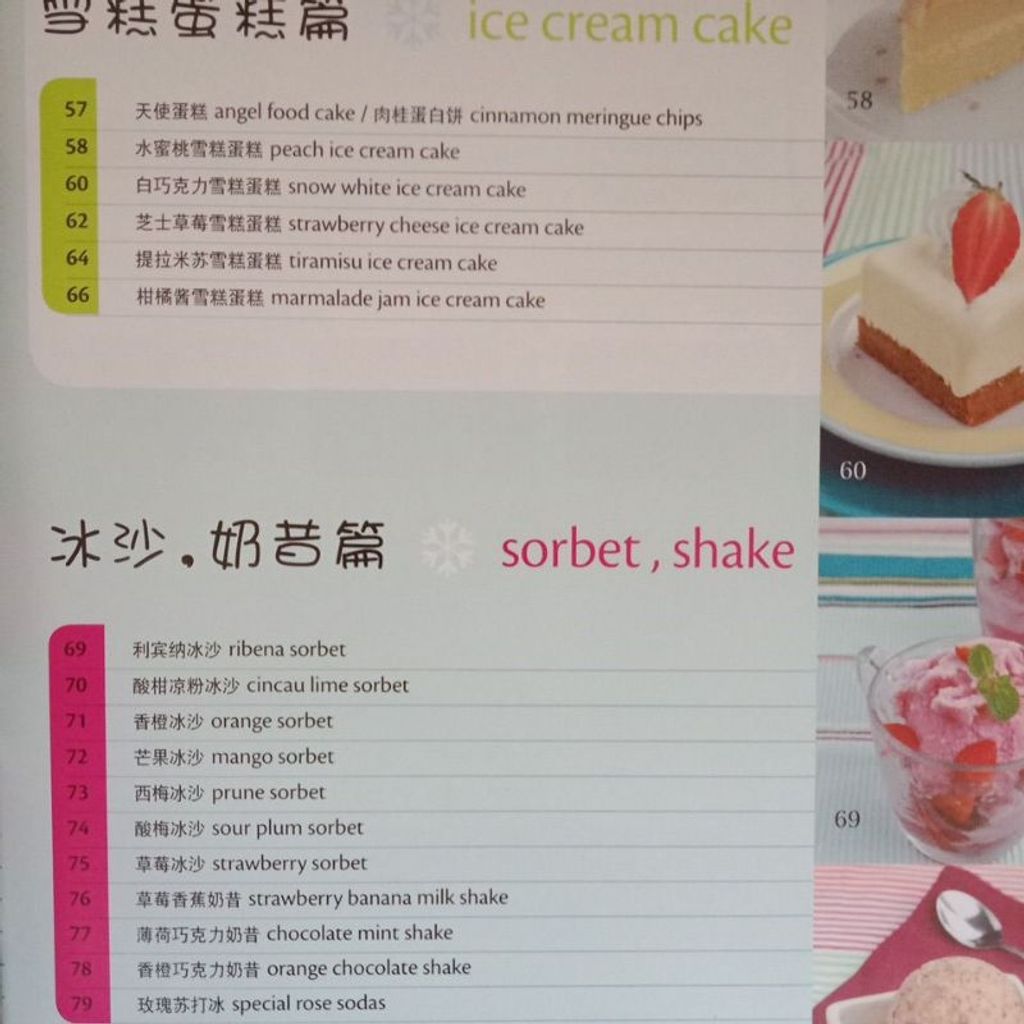 雪糕蛋糕篇 ice cream cake
57 天使蛋糕 angel food cake / 肉桂蛋白饼 cinnamon meringue chips
58 水蜜桃雪糕蛋糕 peach ice cream cake
60 白巧克力雪糕蛋糕 snow white ice cream cake
62 芝士草莓雪糕蛋糕 strawberry cheese ice cream cake
64 提拉米苏雪糕蛋糕 tiramisu ice cream cake
66 柑橘酱雪糕蛋糕 marmalade jam ice cream cake
冰沙.奶昔篇 sorbet, shake
69 利宾纳冰沙 ribena sorbet
70 酸柑凉粉冰沙 cincau lime sorbet
71 香橙冰沙 orange sorbet
72 芒果冰沙 mango sorbet
73 西梅冰沙 prune sorbet
74 酸梅冰沙 sour plum sorbet
75 草莓冰沙 strawberry sorbet
76 草莓香蕉奶昔 strawberry banana milk shake
77 薄荷巧克力奶昔 chocolate mint shake
78 香橙巧克力奶昔 orange chocolate shake
79 玫瑰苏打冰 special rose sodas
58
60
69